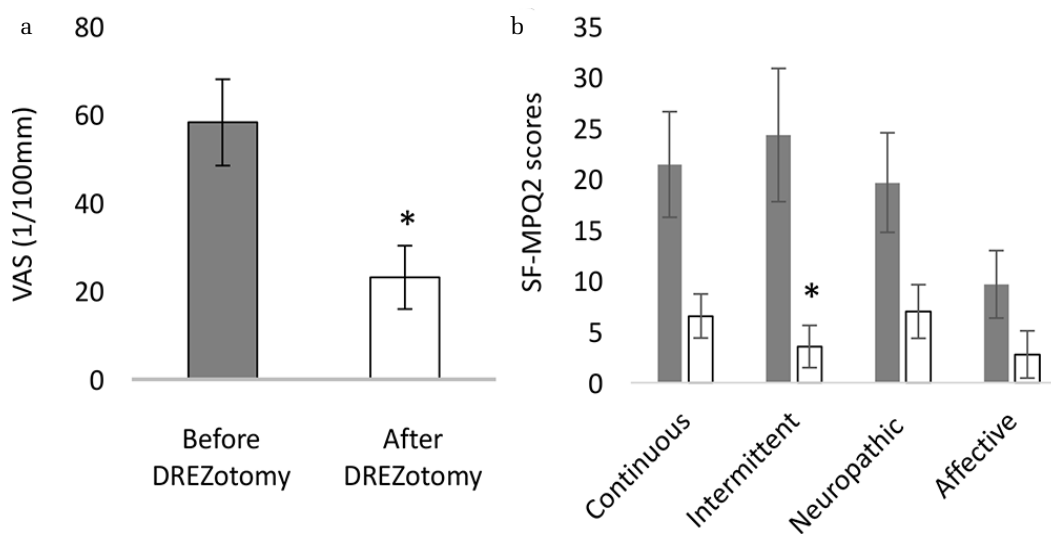 a
VAS (1/100mm)
80
60
40
20
0
*
Before
DREZotomy
After
DREZotomy
b
SF-MPQ2 scores
35
30
25
20
15
10
5
0
*
Continuous
Intermittent
Neuropathic
Affective